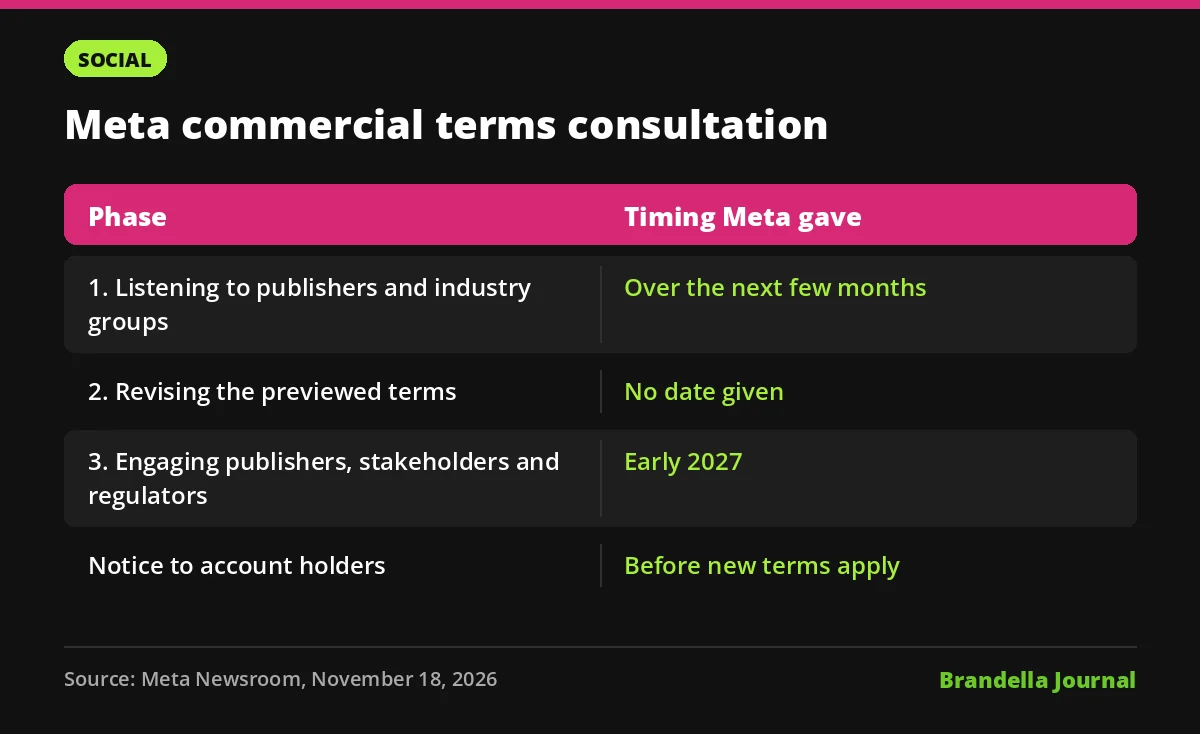 SOCIAL
Meta commercial terms consultation
Phase
Timing Meta gave
1. Listening to publishers and industry
groups
Over the next few months
2. Revising the previewed terms
No date given
3. Engaging publishers, stakeholders and
regulators
Early 2027
Notice to account holders
Before new terms apply
Source: Meta Newsroom, November 18, 2026
Brandella Journal